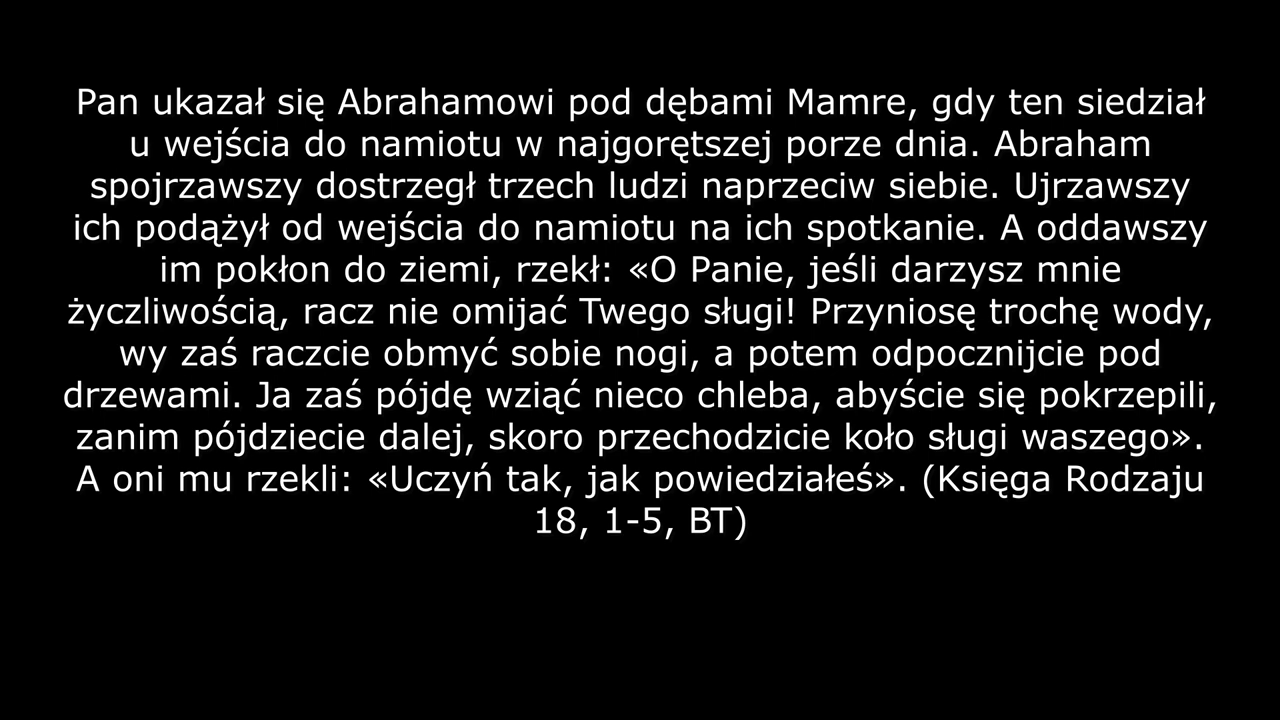 Pan ukazał się Abrahamowi pod dębami Mamre, gdy ten siedział
u wejścia do namiotu w najgorętszej porze dnia. Abraham
spojrzawszy dostrzegł trzech ludzi naprzeciw siebie. Ujrzawszy
ich podążył od wejścia do namiotu na ich spotkanie. A oddawszy
im pokłon do ziemi, rzekł: «O Panie, jeśli darzysz mnie
życzliwością, racz nie omijać Twego sługi! Przyniosę trochę wody,
wy zaś raczcie obmyć sobie nogi, a potem odpocznijcie pod
drzewami. Ja zaś pójdę wziąć nieco chleba, abyście się pokrzepili,
zanim pójdziecie dalej, skoro przechodzicie koło sługi waszego».
A oni mu rzekli: «Uczyń tak, jak powiedziałeś». (Księga Rodzaju
18, 1-5, BT)